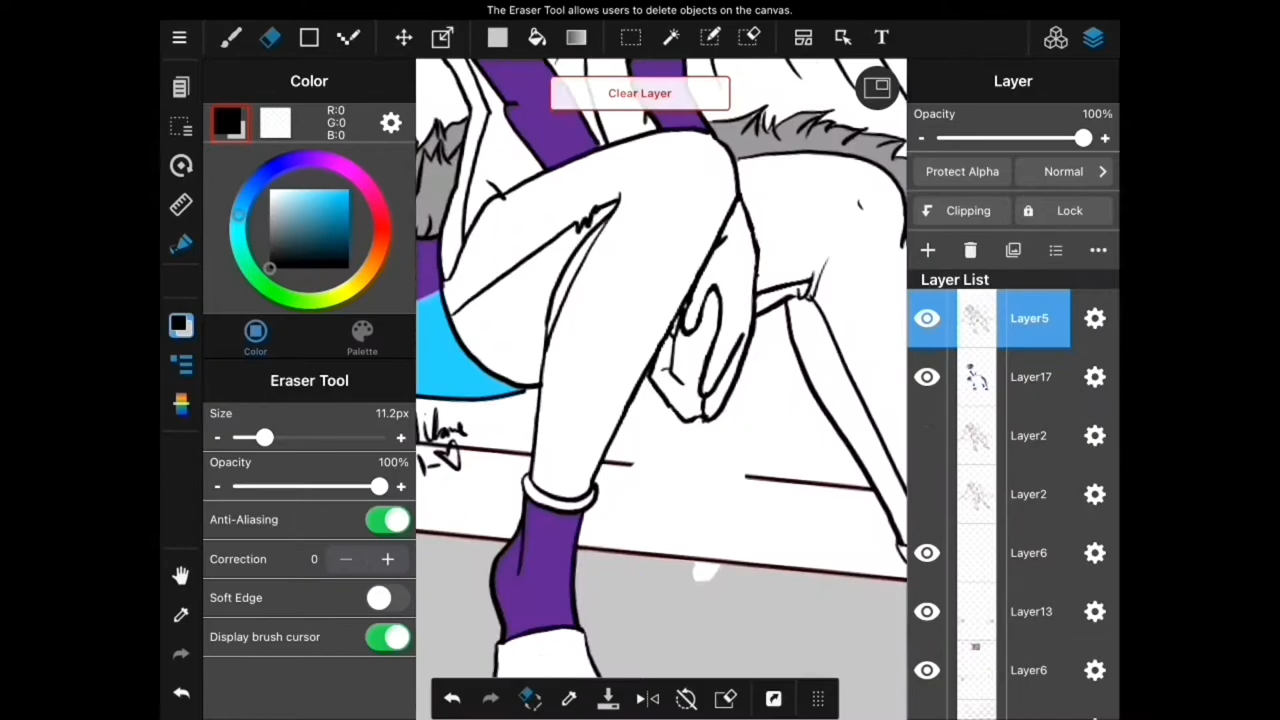 The Eraser Tool allows users to delete objects on the canvas.
T
Color
Clear Layer
Layer
R:0
G:0
B:0
Opacity 100%
- +
Protect Alpha
Normal
Clipping
Lock
Layer List
Color
Palette
Eraser Tool
Size 11.2px
- +
Opacity 100%
- +
Anti-Aliasing
Correction 0 - +
Soft Edge
Display brush cursor
Layer5
Layer17
Layer2
Layer2
Layer6
Layer13
Layer6